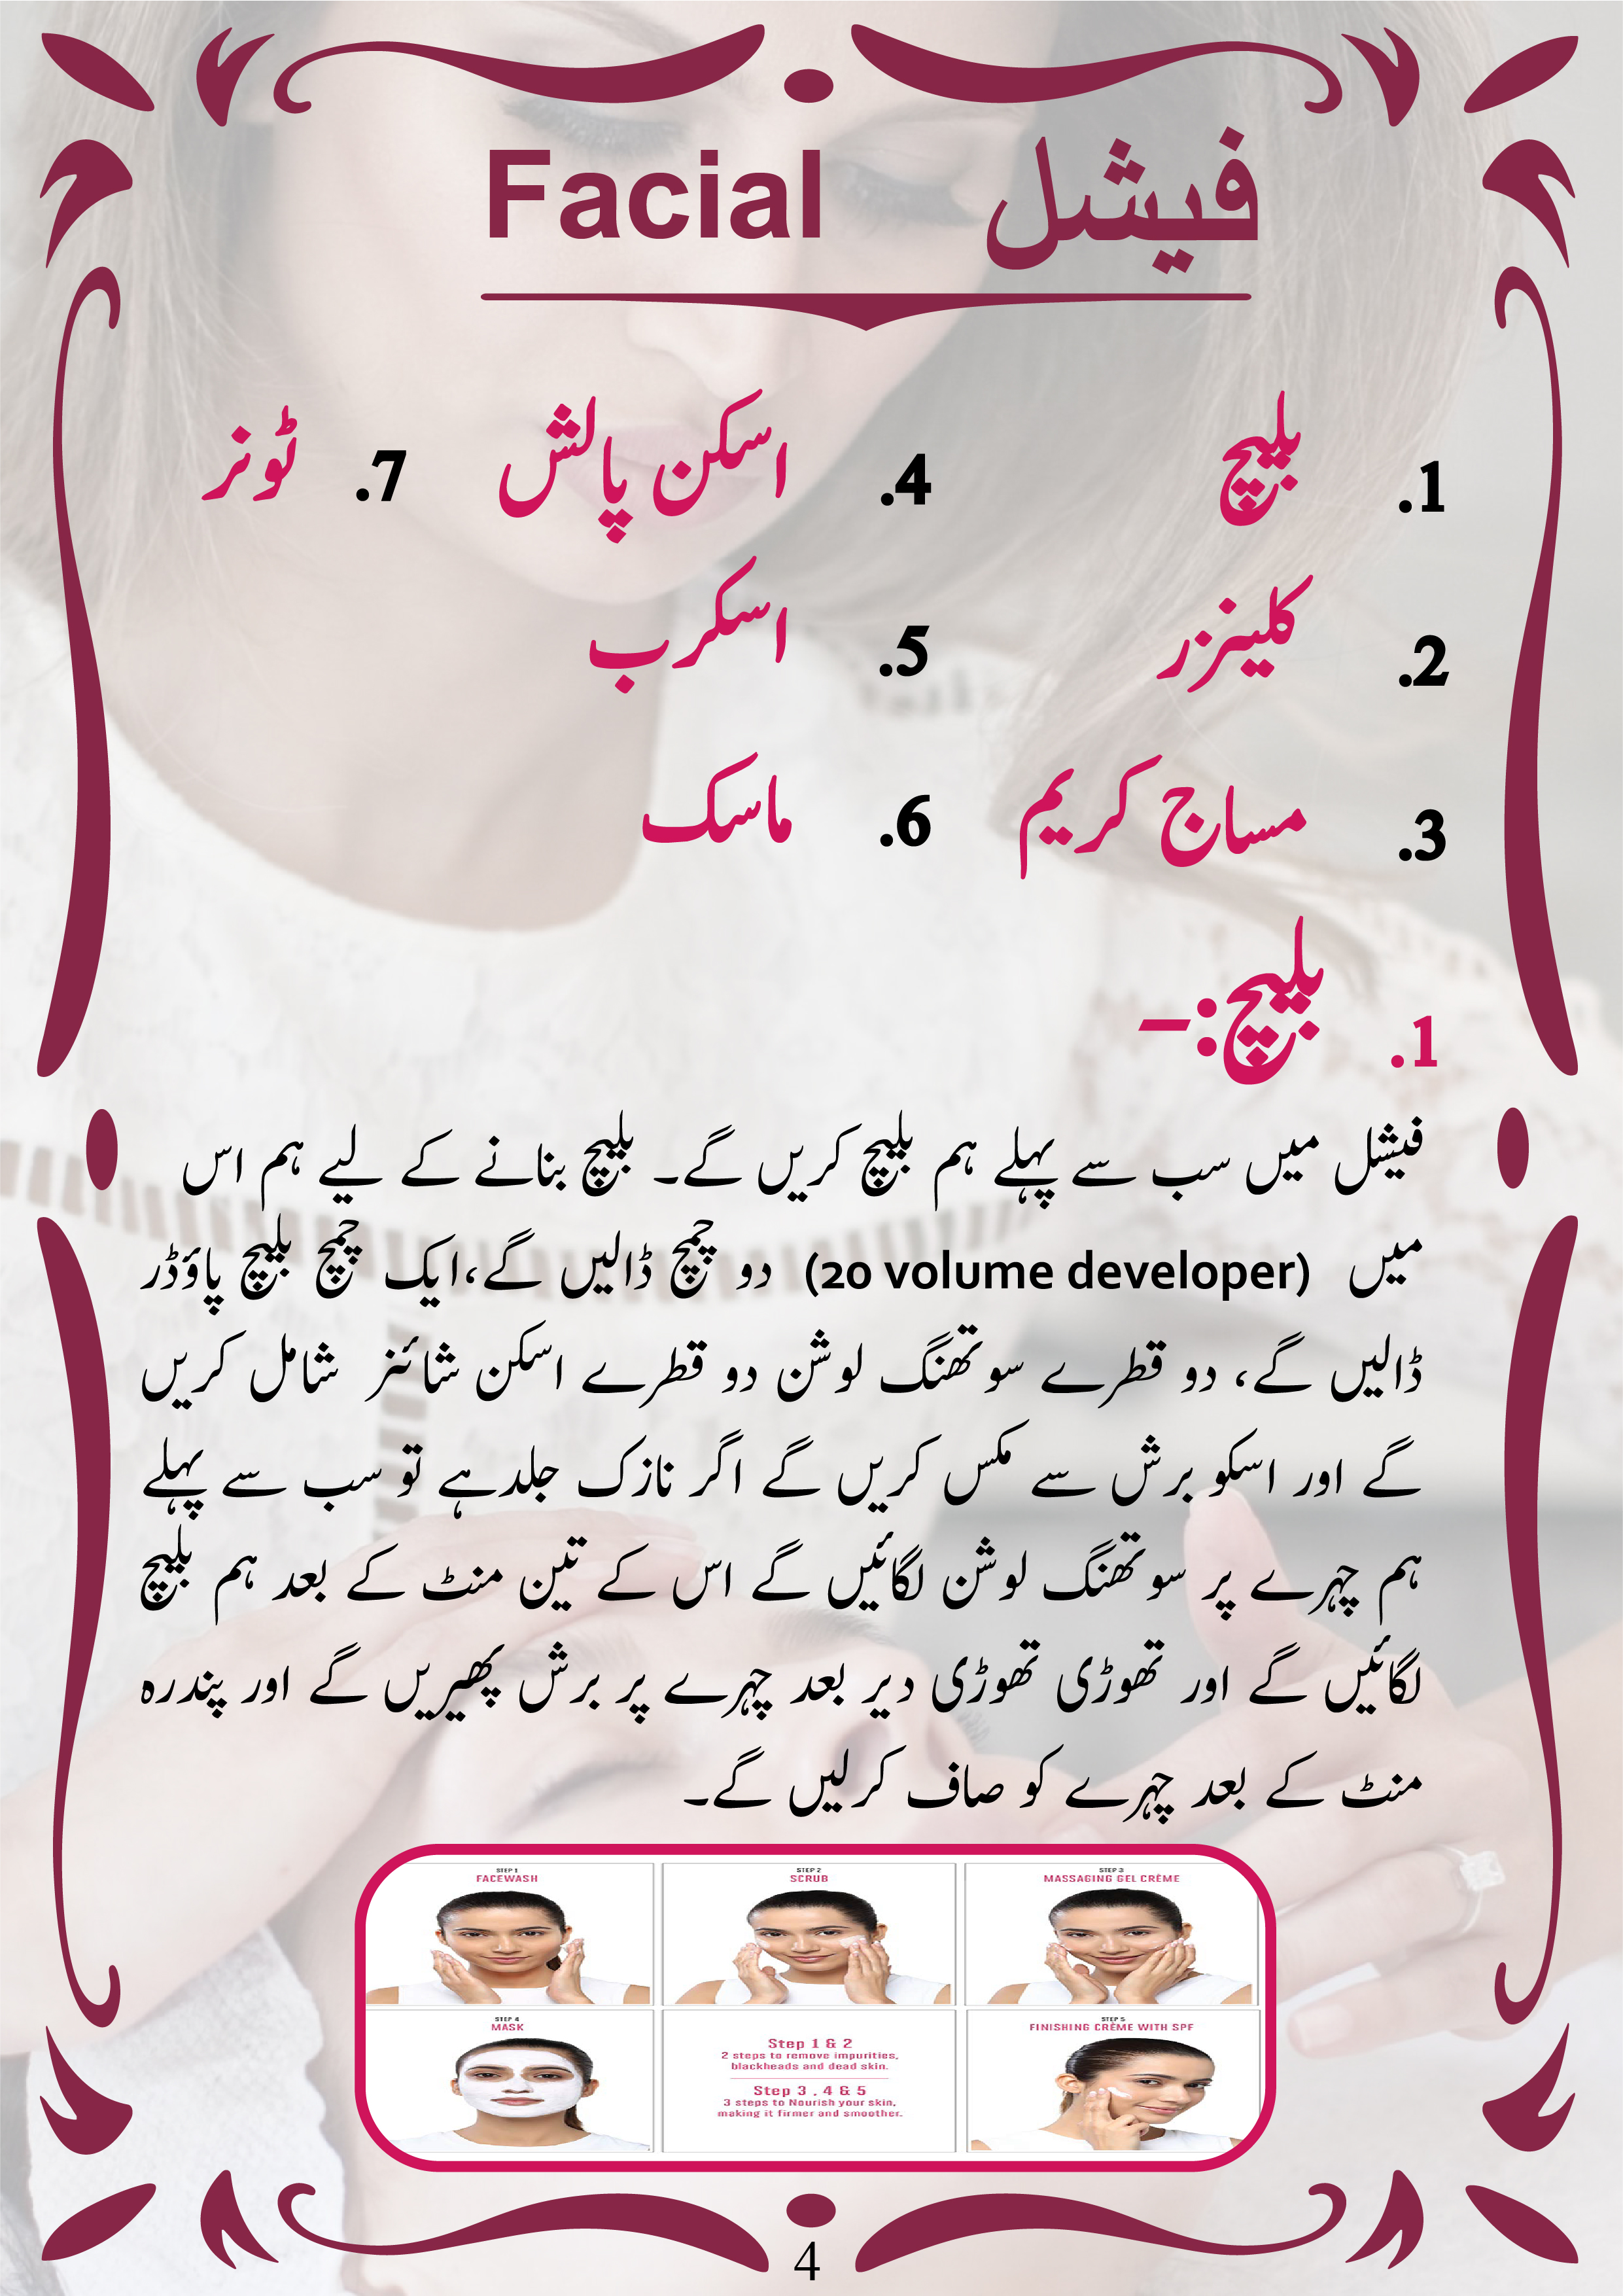 فیشل Facial
1. بلیچ 4. اسکن پالش 7. ٹونر
2. کلینزر 5. اسکرب
3. مساج کریم 6. ماسک
1. بلیچ:-
فیشل میں سب سے پہلے ہم بلیچ کریں گے۔ بلیچ بنانے کے لیے ہم اس
میں (20 volume developer) دو چمچ ڈالیں گے،ایک چمچ بلیچ پاؤڈر
ڈالیں گے، دو قطرے سوتھنگ لوشن دو قطرے اسکن شائنز شامل کریں
گے اور اسکو برش سے مکس کریں گے اگر نازک جلدہے تو سب سے پہلے
ہم چہرے پر سوتھنگ لوشن لگائیں گے اس کے تین منٹ کے بعد ہم بلیچ
لگائیں گے اور تھوڑی تھوڑی دیر بعد چہرے پر برش پھیریں گے اور پندرہ
منٹ کے بعد چہرے کو صاف کرلیں گے۔
STEP 1
FACEWASH
STEP 2
SCRUB
STEP 3
MASSAGING GEL CRÈME
STEP 4
MASK
Step 1 & 2
2 steps to remove impurities,
blackheads and dead skin.
Step 3 , 4 & 5
3 steps to Nourish your skin,
making it firmer and smoother.
STEP 5
FINISHING CRÈME WITH SPF
4